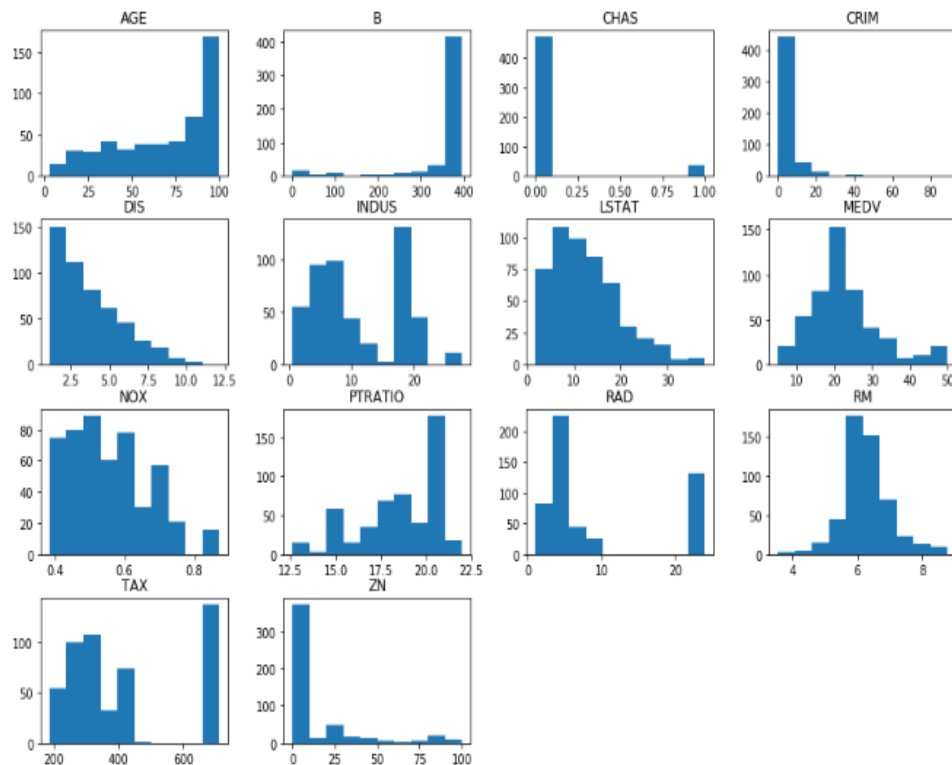 AGE B CHAS CRIM
150 400 400 400
100 300 300 300
50 200 200 200
0 100 100 100
0 0 0
0 25 50 75 100 0 100 200 300 400 0.00 0.25 0.50 0.75 1.00 0 20 40 60 80
DIS INDUS LSTAT MEDV
150 100 100 150
100 50 75 100
50 0 50 50
0 25 0
0
2.5 5.0 7.5 10.0 12.5 0 10 20 0 10 20 30 10 20 30 40 50
NOX PTRATIO RAD RM
80 150 200 150
60 100 150 100
40 50 100 50
20 0 50 0
0 0
0.4 0.6 0.8 12.5 15.0 17.5 20.0 22.5 0 10 20 4 6 8
TAX ZN
100 300
50 200
0 100
0
200 400 600 0 25 50 75 100